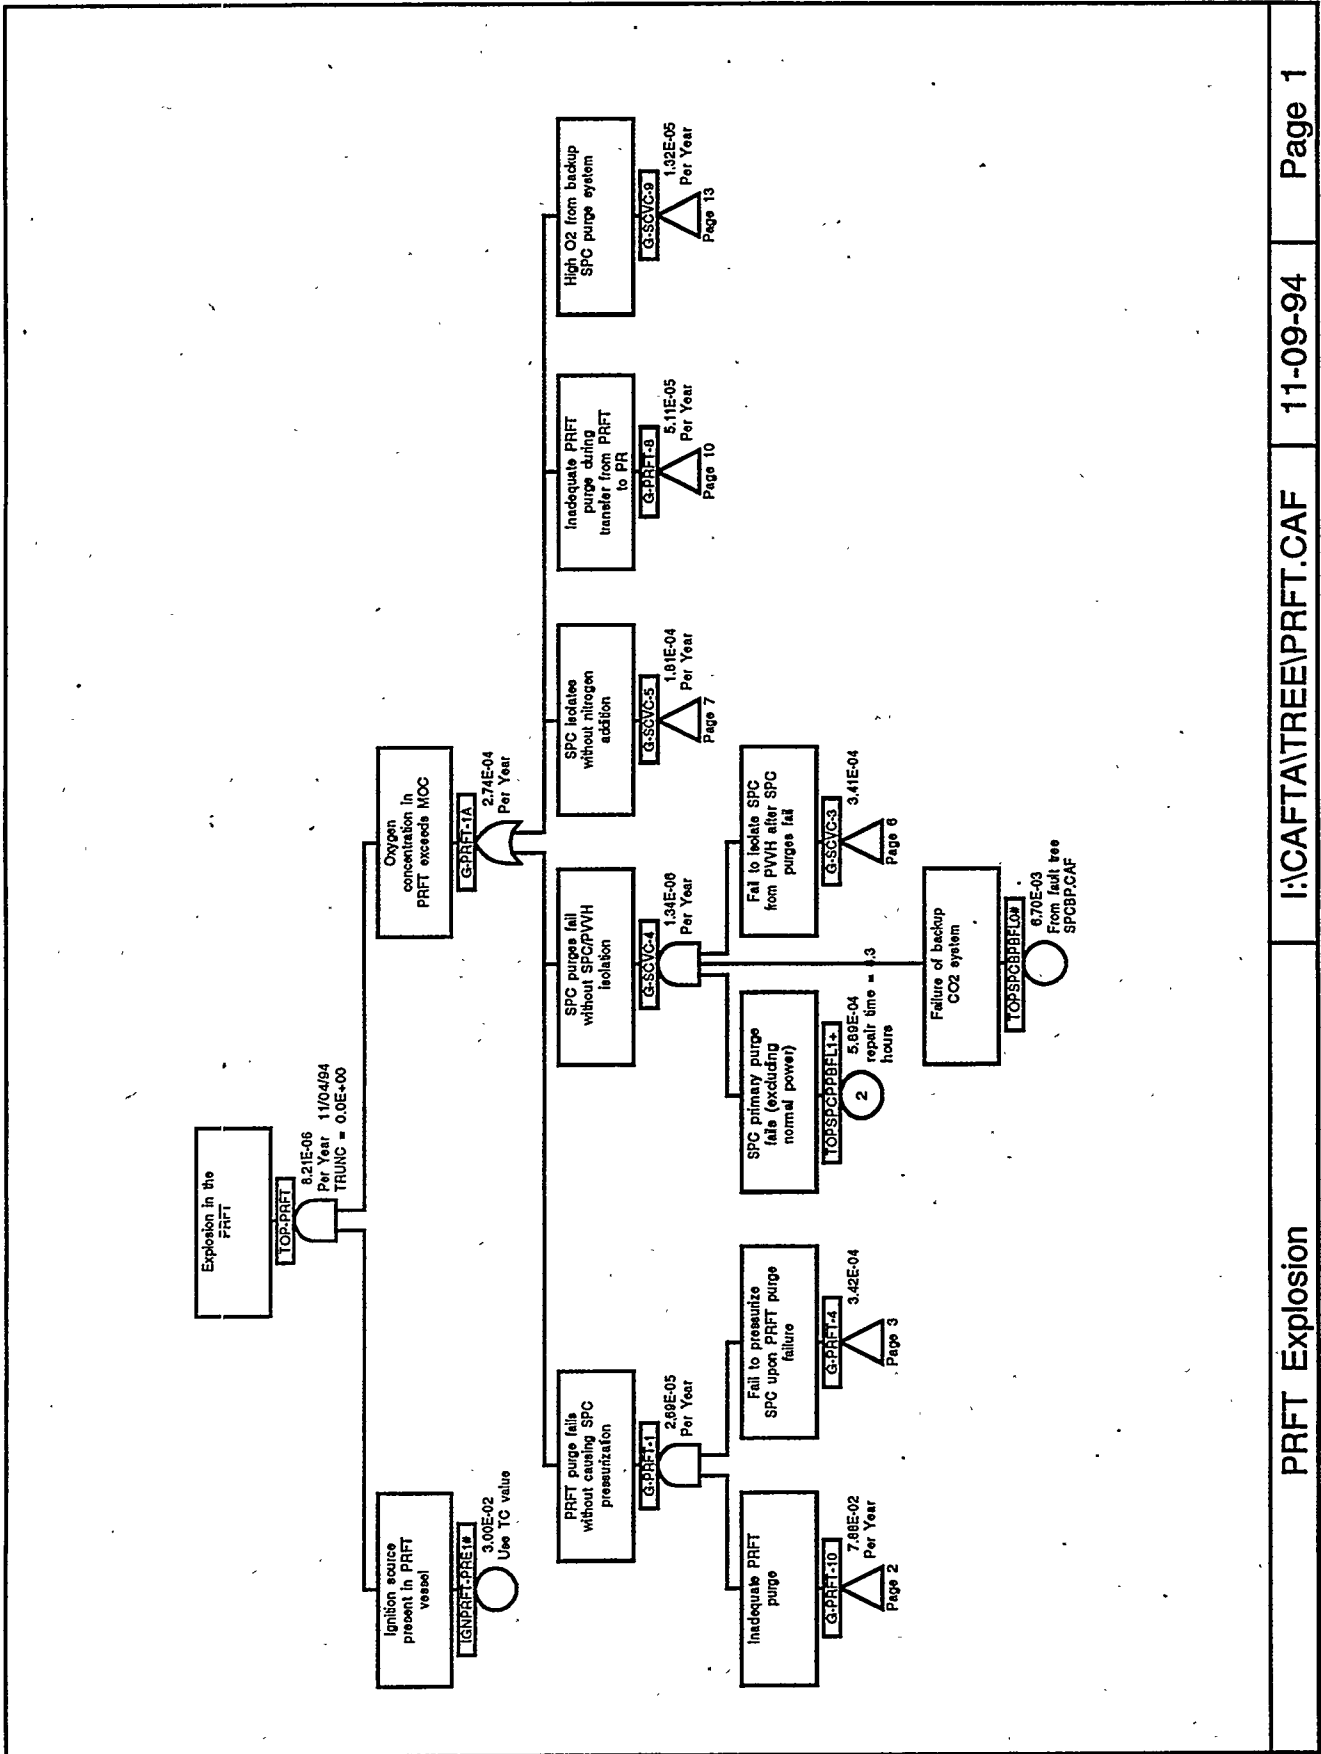 Explosion in the
PRFT
TOP-PRFT
8.21E-06
Per Year 11/04/94
TRUNC = 0.0E+00
Ignition source
present in PRFT
vessel
IGNPRFT-PRE1#
3.00E-02
Use TC value
Oxygen
concentration in
PRFT exceeds MOC
G-PRFT-1A
2.74E-04
Per Year
PRFT purge fails
without causing SPC
pressurization
G-PRFT-1
2.69E-05
Per Year
SPC purges fail
without SPC/PVVH
isolation
G-SCVC-4
1.34E-06
Per Year
SPC isolates
without nitrogen
addition
G-SCVC-5
1.81E-04
Per Year
Page 7
Inadequate PRFT
purge during
transfer from PRFT
to PR
G-PRFT-8
5.11E-05
Per Year
Page 10
High O2 from backup
SPC purge system
G-SCVC-9
1.32E-05
Per Year
Page 13
Inadequate PRFT
purge
G-PRFT-10
7.88E-02
Per Year
Page 2
Fail to pressurize
SPC upon PRFT purge
failure
G-PRFT-4
3.42E-04
Page 3
SPC primary purge
fails (excluding
normal power)
TOPSPCPPBFL1+
2
5.89E-04
repair time = 8.3
hours
Failure of backup
CO2 system
TOPSPCBPBFL0#
6.70E-03
From fault tree
SPCBP.CAF
Fail to isolate SPC
from PVVH after SPC
purges fail
G-SCVC-3
3.41E-04
Page 6
PRFT Explosion
I:\CAFTA\TREE\PRFT.CAF
11-09-94
Page 1